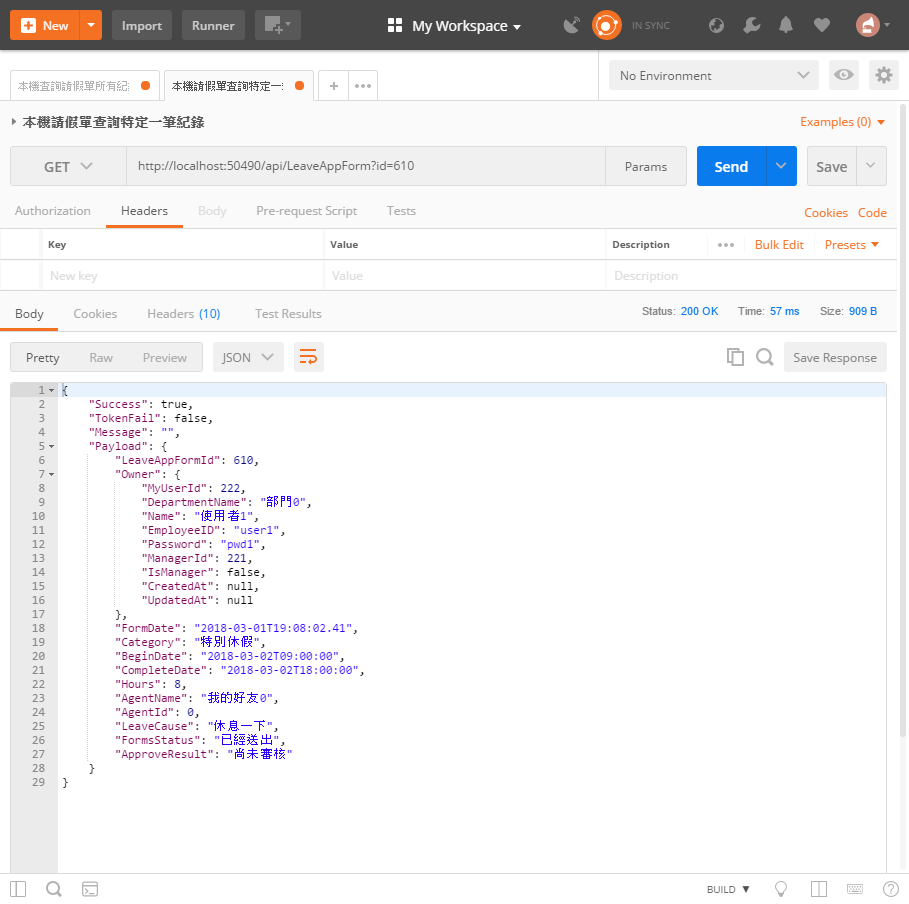 New Import Runner My Workspace IN SYNC
本機查詢請假單所有紀 本機請假單查詢特定一 + ••• No Environment
本機請假單查詢特定一筆紀錄 Examples (0)
GET http://localhost:50490/api/LeaveAppForm?id=610 Params Send Save
Authorization Headers Body Pre-request Script Tests Cookies Code
Key Value Description ••• Bulk Edit Presets
New key Value Description
Body Cookies Headers (10) Test Results Status: 200 OK Time: 57 ms Size: 909 B
Pretty Raw Preview JSON Save Response
1 {
2 "Success": true,
3 "TokenFail": false,
4 "Message": "",
5 "Payload": {
6 "LeaveAppFormId": 610,
7 "Owner": {
8 "MyUserId": 222,
9 "DepartmentName": "部門0",
10 "Name": "使用者1",
11 "EmployeeID": "user1",
12 "Password": "pwd1",
13 "ManagerId": 221,
14 "IsManager": false,
15 "CreatedAt": null,
16 "UpdatedAt": null
17 },
18 "FormDate": "2018-03-01T19:08:02.41",
19 "Category": "特別休假",
20 "BeginDate": "2018-03-02T09:00:00",
21 "CompleteDate": "2018-03-02T18:00:00",
22 "Hours": 8,
23 "AgentName": "我的好友0",
24 "AgentId": 0,
25 "LeaveCause": "休息一下",
26 "FormsStatus": "已經送出",
27 "ApproveResult": "尚未審核"
28 }
29 }
BUILD